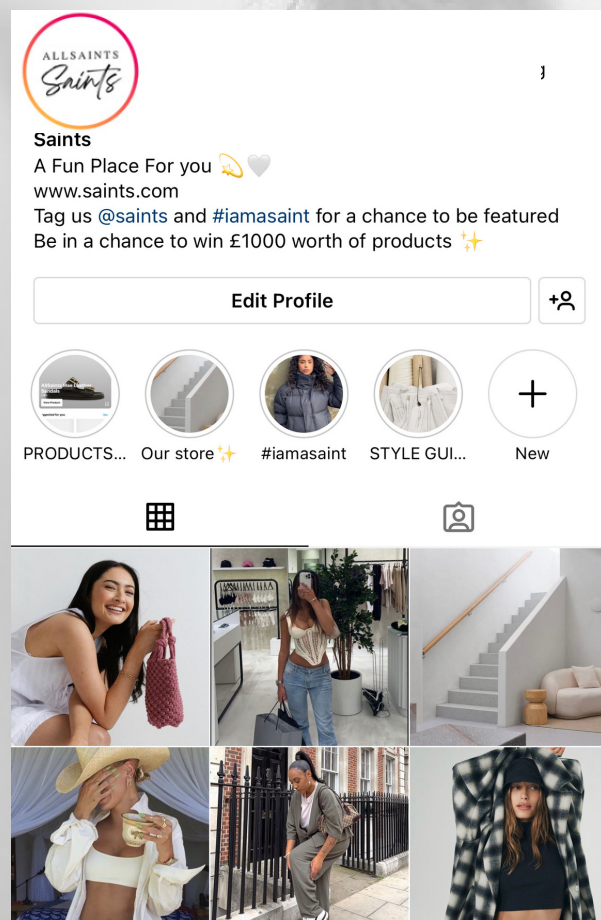 ALLSAINTS
Saints
Saints
A Fun Place For you 💫🤍
www.saints.com
Tag us @saints and #iamasaint for a chance to be featured
Be in a chance to win £1000 worth of products ✨
Edit Profile
PRODUCTS... Our store✨ #iamasaint STYLE GUI... New